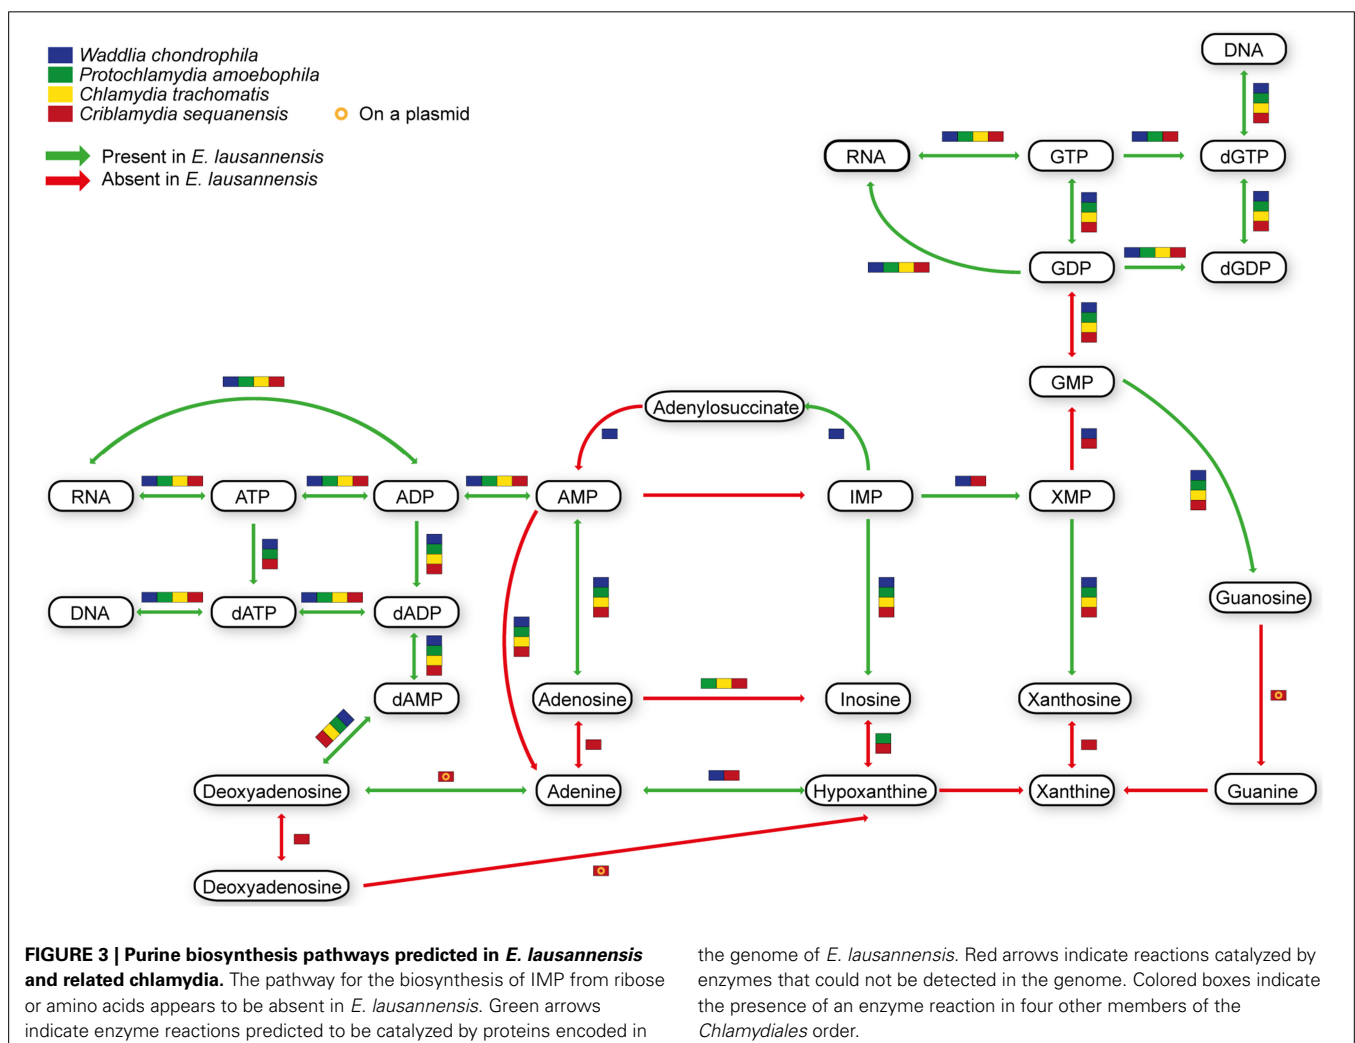 Waddlia chondrophila
Protochlamydia amoebophila
Chlamydia trachomatis
Criblamydia sequanensis
On a plasmid
Present in E. lausannensis
Absent in E. lausannensis
DNA
RNA
GTP
dGTP
GDP
dGDP
GMP
Adenylosuccinate
RNA
ATP
ADP
AMP
IMP
XMP
DNA
dATP
dADP
Guanosine
dAMP
Adenosine
Inosine
Xanthosine
Deoxyadenosine
Adenine
Hypoxanthine
Xanthine
Guanine
Deoxyadenosine
FIGURE 3 | Purine biosynthesis pathways predicted in E. lausannensis
and related chlamydia. The pathway for the biosynthesis of IMP from ribose
or amino acids appears to be absent in E. lausannensis. Green arrows
indicate enzyme reactions predicted to be catalyzed by proteins encoded in
the genome of E. lausannensis. Red arrows indicate reactions catalyzed by
enzymes that could not be detected in the genome. Colored boxes indicate
the presence of an enzyme reaction in four other members of the
Chlamydiales order.